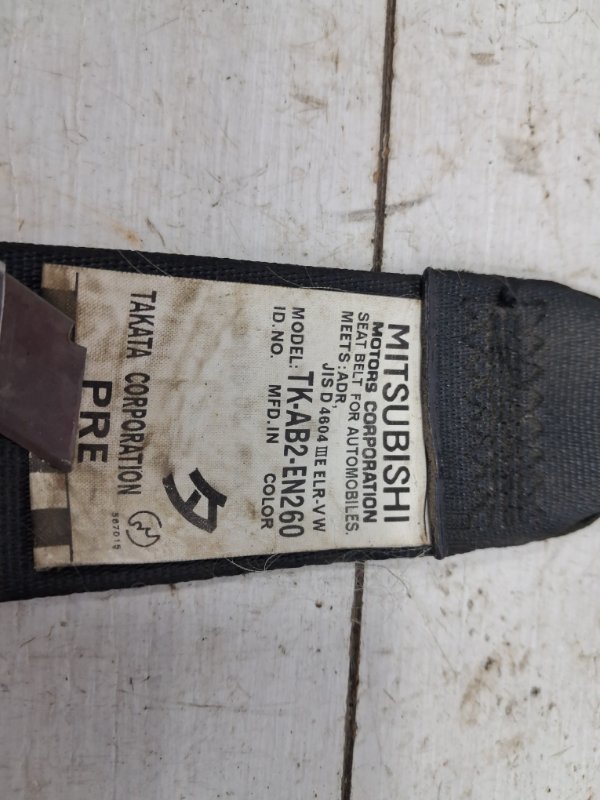 MITSUBISHI
MOTORS CORPORATION
SEAT BELT FOR AUTOMOBILES.
MEETS:ADR,
JIS D 4604 III E ELR-VW
MODEL: TK-AB2-EN260
ID.NO. MFD.IN COLOR
TAKATA CORPORATION
567015
PRE